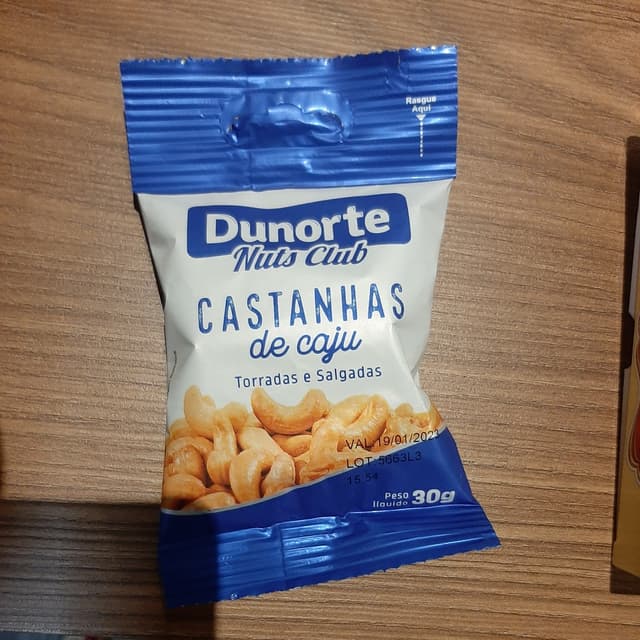 Rasgue
Aqui
Dunorte
Nuts Club
CASTANHAS
de caju
Torradas e Salgadas
VAL:19/01/2023
LOT:5663L3
15 54
Peso
líquido 30g